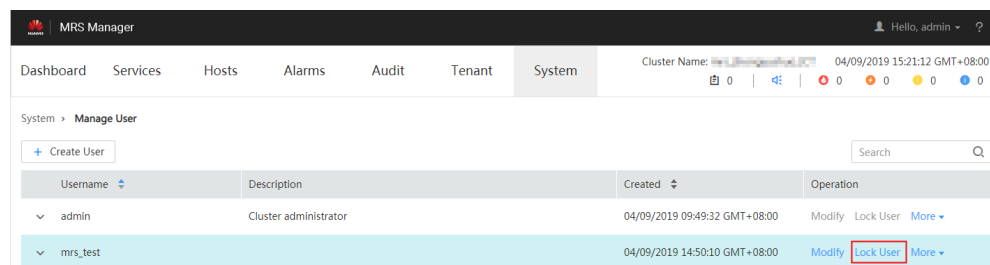 HUAWEI MRS Manager Hello, admin ?
Dashboard Services Hosts Alarms Audit Tenant System Cluster Name: 04/09/2019 15:21:12 GMT+08:00
0 0 0 0 0
System > Manage User
+ Create User Search
Username Description Created Operation
admin Cluster administrator 04/09/2019 09:49:32 GMT+08:00 Modify Lock User More
mrs_test 04/09/2019 14:50:10 GMT+08:00 Modify Lock User More